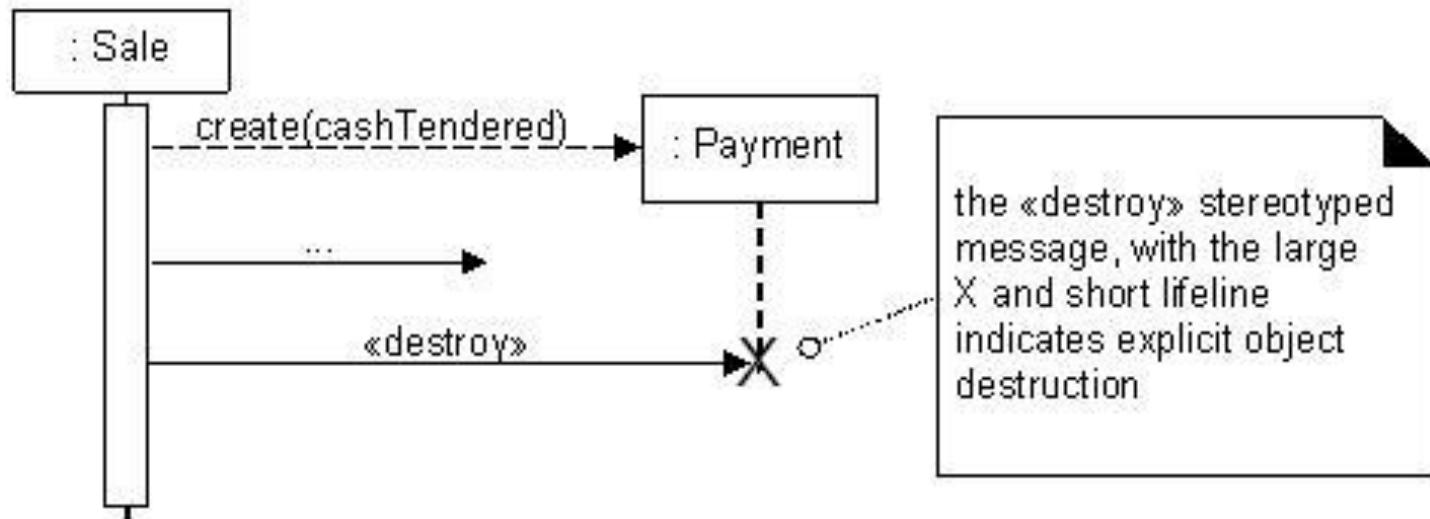 : Sale
create(cashTendered)
: Payment
...
«destroy»
X
the «destroy» stereotyped
message, with the large
X and short lifeline
indicates explicit object
destruction